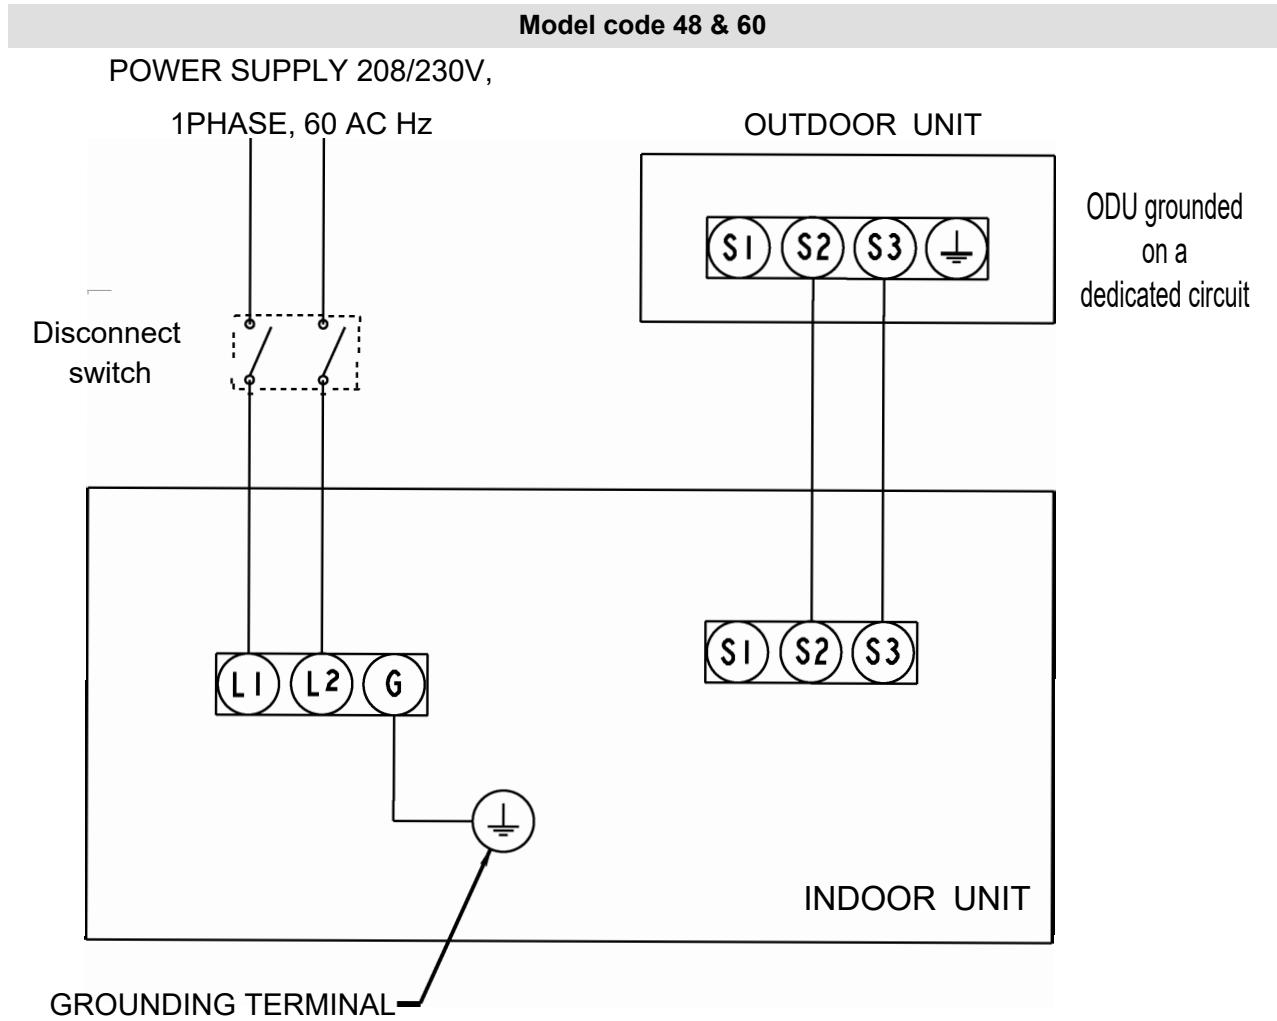 Model code 48 & 60
POWER SUPPLY 208/230V,
1PHASE, 60 AC Hz
OUTDOOR UNIT
S1 S2 S3
ODU grounded
on a
dedicated circuit
Disconnect
switch
S1 S2 S3
L1 L2 G
INDOOR UNIT
GROUNDING TERMINAL